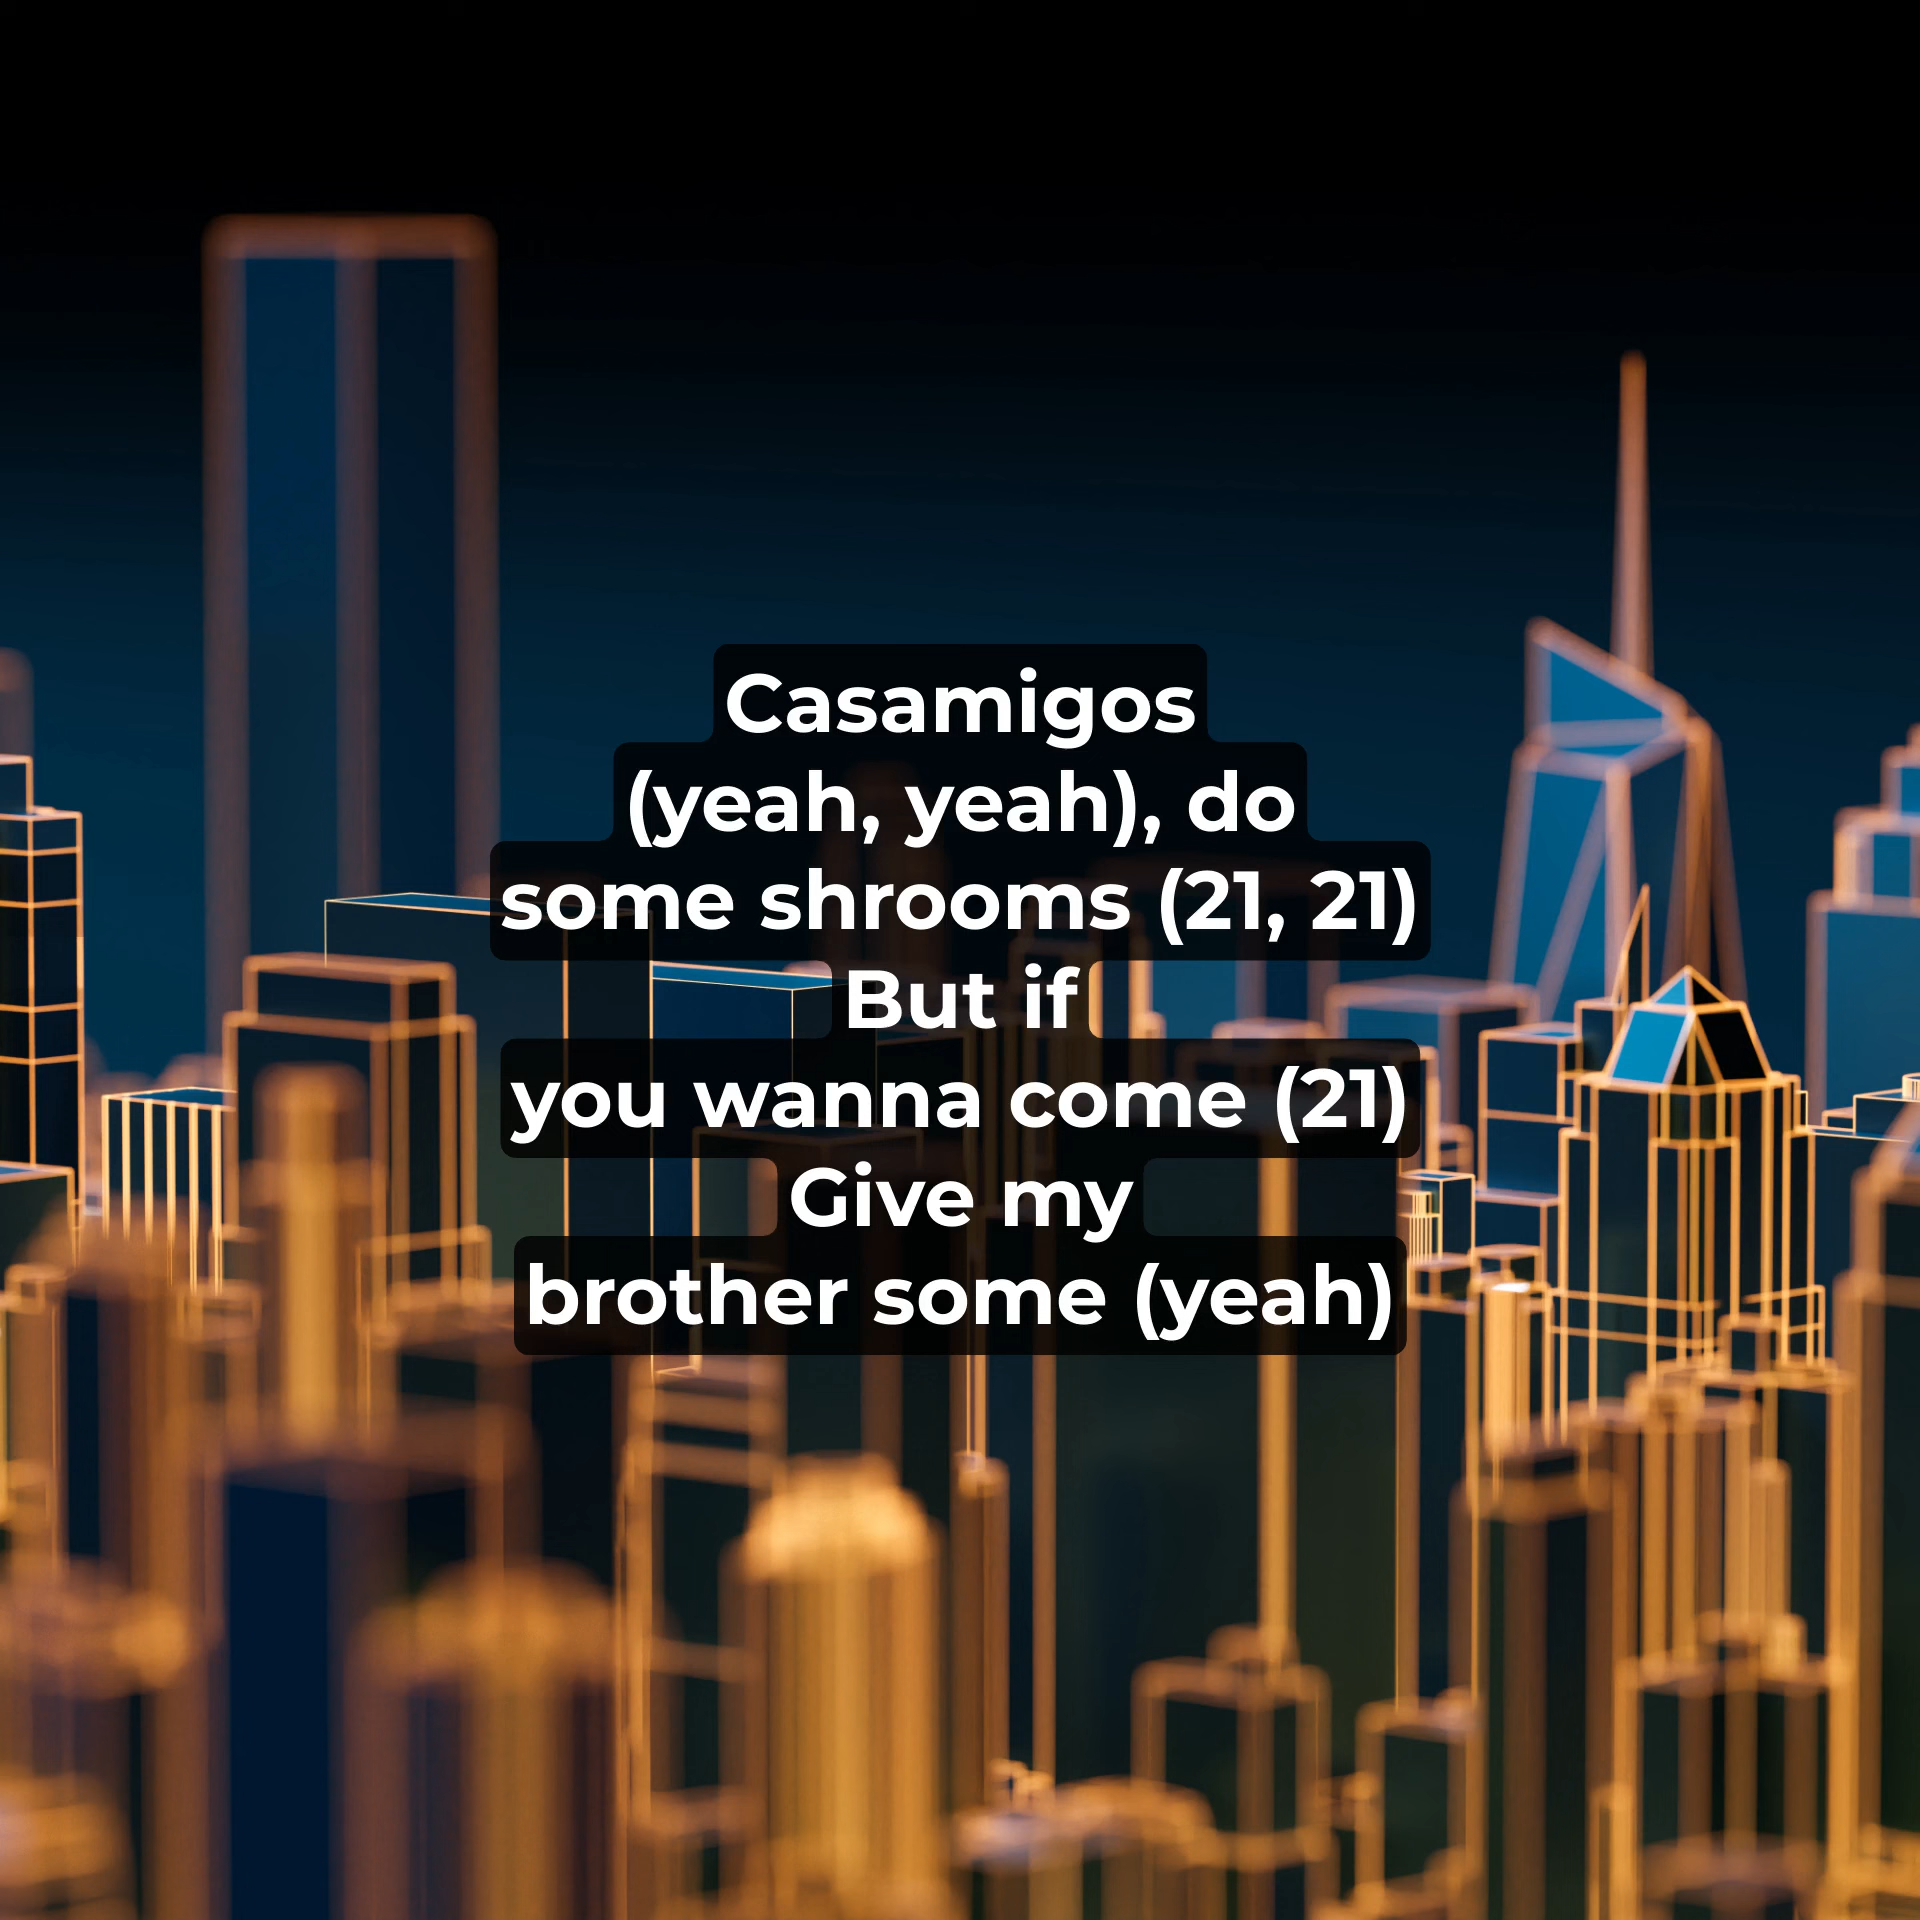 Casamigos
(yeah, yeah), do
some shrooms (21, 21)
But if
you wanna come (21)
Give my
brother some (yeah)